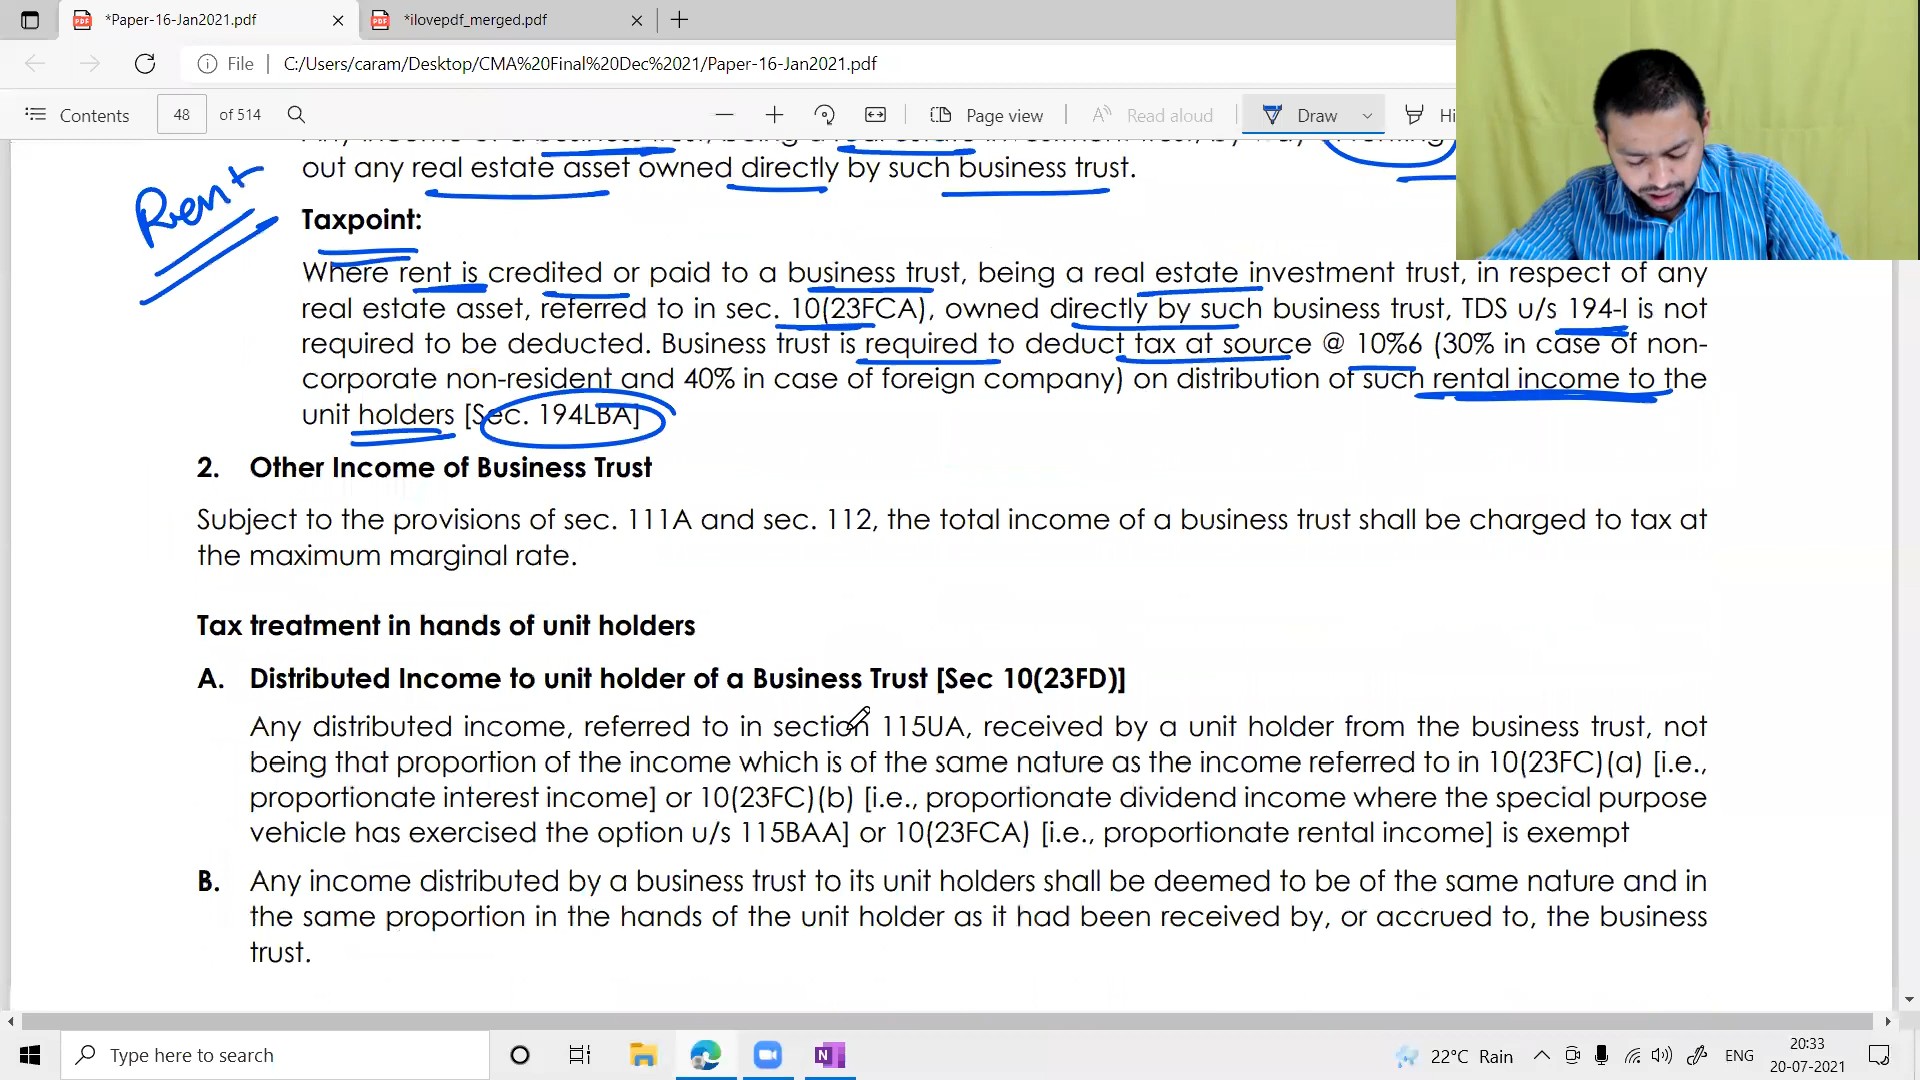 *Paper-16-Jan2021.pdf
*ilovepdf_merged.pdf
File
C:/Users/caram/Desktop/CMA%20Final%20Dec%2021/Paper-16-Jan2021.pdf
Contents
48
of 514
Page view
Read aloud
Draw
out any real estate asset owned directly by such business trust.
Rent
Taxpoint:
Where rent is credited or paid to a business trust, being a real estate investment trust, in respect of any
real estate asset, referred to in sec. 10(23FCA), owned directly by such business trust, TDS u/s 194-I is not
required to be deducted. Business trust is required to deduct tax at source @ 10%6 (30% in case of non-
corporate non-resident and 40% in case of foreign company) on distribution of such rental income to the
unit holders [Sec. 194LBA]
2. Other Income of Business Trust
Subject to the provisions of sec. 111A and sec. 112, the total income of a business trust shall be charged to tax at
the maximum marginal rate.
Tax treatment in hands of unit holders
A. Distributed Income to unit holder of a Business Trust [Sec 10(23FD)]
Any distributed income, referred to in section 115UA, received by a unit holder from the business trust, not
being that proportion of the income which is of the same nature as the income referred to in 10(23FC)(a) [i.e.,
proportionate interest income] or 10(23FC)(b) [i.e., proportionate dividend income where the special purpose
vehicle has exercised the option u/s 115BAA] or 10(23FCA) [i.e., proportionate rental income] is exempt
B. Any income distributed by a business trust to its unit holders shall be deemed to be of the same nature and in
the same proportion in the hands of the unit holder as it had been received by, or accrued to, the business
trust.
Type here to search
22°C Rain
ENG
20:33
20-07-2021